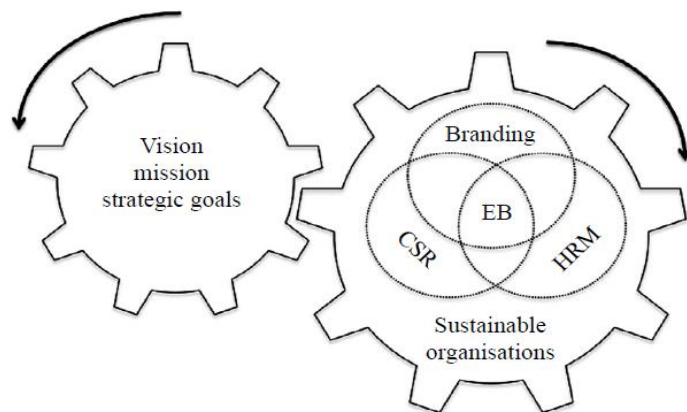 Vision
mission
strategic goals
Branding
EB
CSR
HRM
Sustainable
organisations